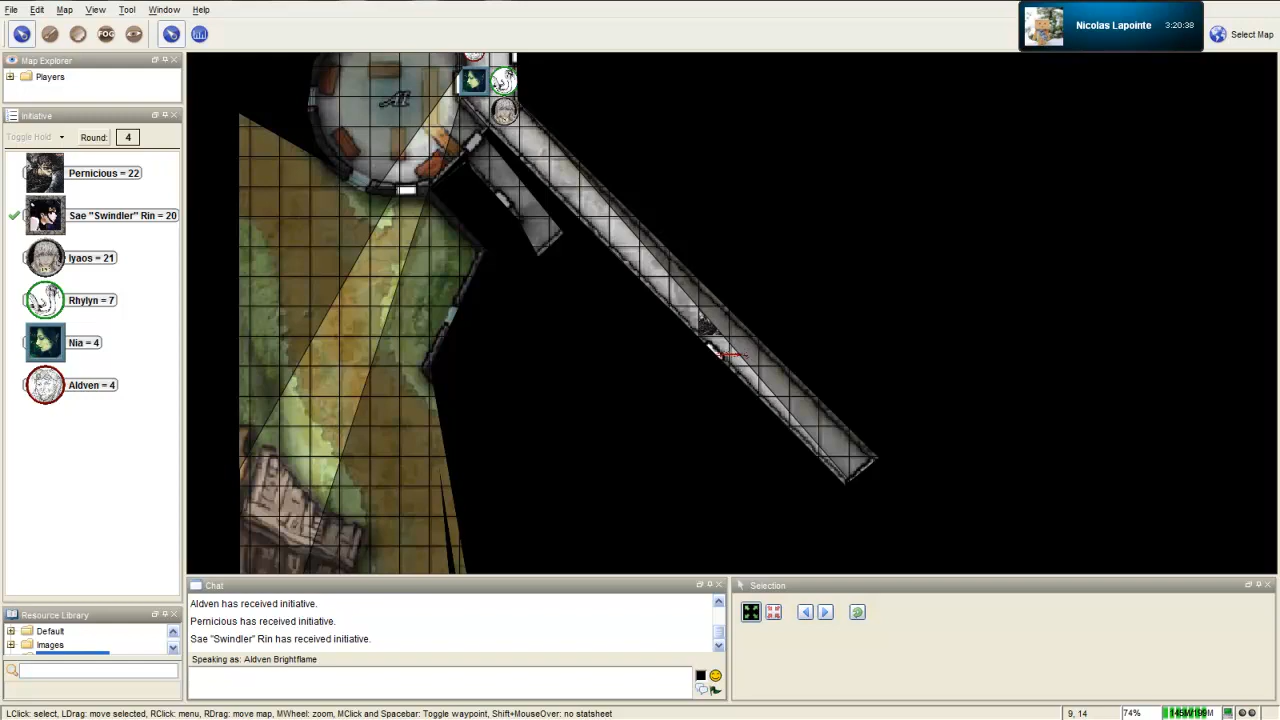 File Edit Map View Tool Window Help
FOG
Nicolas Lapointe 3:20:38
Select Map
Map Explorer
Players
Initiative
Toggle Hold Round: 4
Pernicious = 22
Sae "Swindler" Rin = 20
Iyaos = 21
Rhylyn = 7
Nia = 4
Aldven = 4
Resource Library
Default
Images
Chat
Aldven has received initiative.
Pernicious has received initiative.
Sae "Swindler" Rin has received initiative.
Speaking as: Aldven Brightflame
Selection
LClick: select, LDrag: move selected, RClick: menu, RDrag: move map, MWheel: zoom, MClick and Spacebar: Toggle waypoint, Shift+MouseOver: no statsheet
9, 14 74%